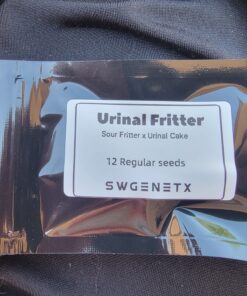 Urinal Fritter
Sour Fritter x Urinal Cake
12 Regular seeds
SWGENETX